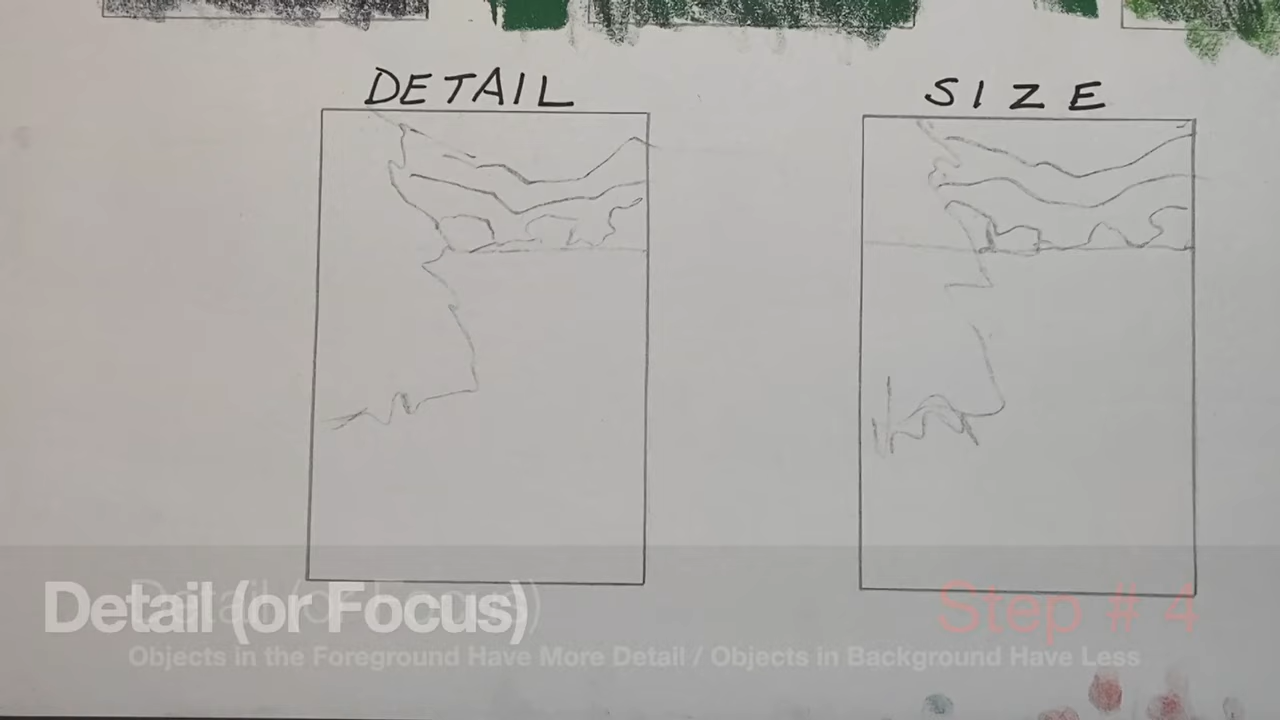 DETAIL
SIZE
Detail (or Focus)
Step # 4
Objects in the Foreground Have More Detail / Objects in Background Have Less